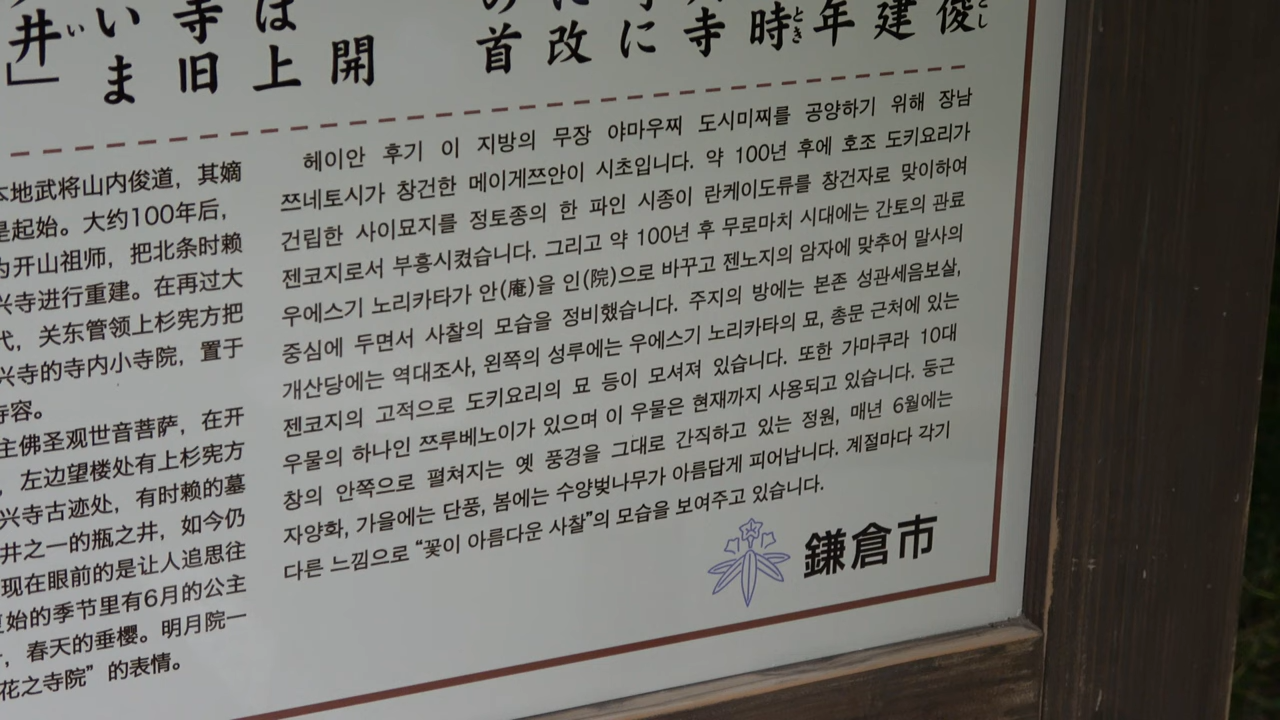 俊
建
年
時
寺
に
改
首
開
上
は
旧
寺
いま
井」
とし
とき
い
本地武将山内俊道，其嫡
是起始。大约100年后，
为开山祖师，把北条时赖
兴寺进行重建。在再过大
代，关东管领上杉宪方把
兴寺的寺内小寺院，置于
寺容。
主佛圣观世音菩萨，在开
，左边望楼处有上杉宪方
兴寺古迹处，有时赖的墓
井之一的瓶之井，如今仍
现在眼前的是让人追思往
复始的季节里有6月的公主
，春天的垂樱。明月院一
花之寺院”的表情。
헤이안 후기 이 지방의 무장 야마우찌 도시미찌를 공양하기 위해 장남
쯔네토시가 창건한 메이게쯔안이 시초입니다. 약 100년 후에 호조 도키요리가
건립한 사이묘지를 정토종의 한 파인 시종이 란케이도류를 창건자로 맞이하여
젠코지로서 부흥시켰습니다. 그리고 약 100년 후 무로마치 시대에는 간토의 관료
우에스기 노리카타가 안(庵)을 인(院)으로 바꾸고 젠노지의 암자에 맞추어 말사의
중심에 두면서 사찰의 모습을 정비했습니다. 주지의 방에는 본존 성관세음보살,
개산당에는 역대조사, 왼쪽의 성루에는 우에스기 노리카타의 묘, 총문 근처에 있는
젠코지의 고적으로 도키요리의 묘 등이 모셔져 있습니다. 또한 가마쿠라 10대
우물의 하나인 쯔루베노이가 있으며 이 우물은 현재까지 사용되고 있습니다. 둥근
창의 안쪽으로 펼쳐지는 옛 풍경을 그대로 간직하고 있는 정원, 매년 6월에는
자양화, 가을에는 단풍, 봄에는 수양벚나무가 아름답게 피어납니다. 계절마다 각기
다른 느낌으로 “꽃이 아름다운 사찰”의 모습을 보여주고 있습니다.
鎌倉市